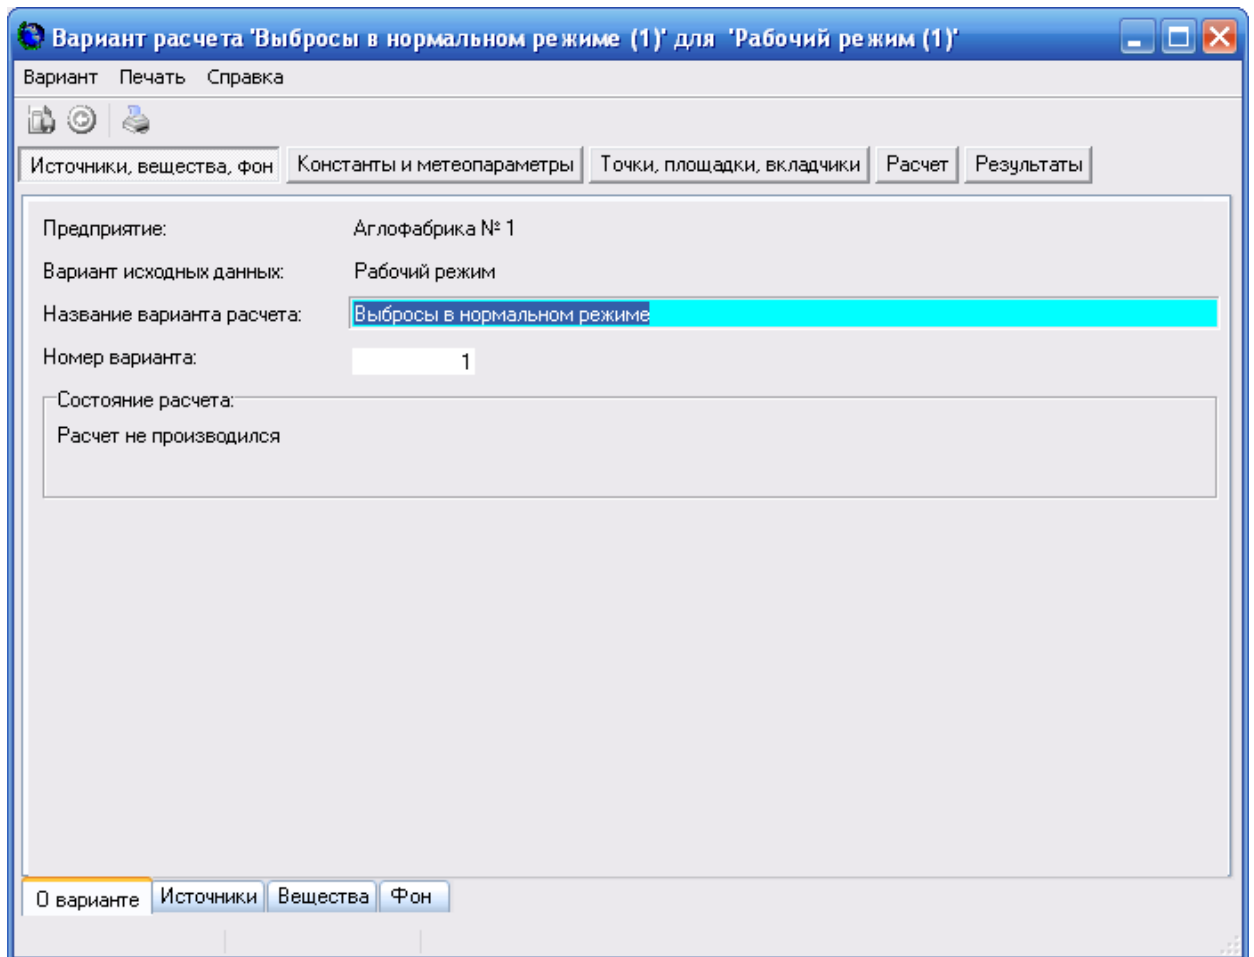 Вариант расчета 'Выбросы в нормальном режиме (1)' для 'Рабочий режим (1)'
Вариант Печать Справка
Источники, вещества, фон Константы и метеопараметры Точки, площадки, вкладчики Расчет Результаты
Предприятие: Аглофабрика № 1
Вариант исходных данных: Рабочий режим
Название варианта расчета: Выбросы в нормальном режиме
Номер варианта: 1
Состояние расчета:
Расчет не производился
О варианте Источники Вещества Фон